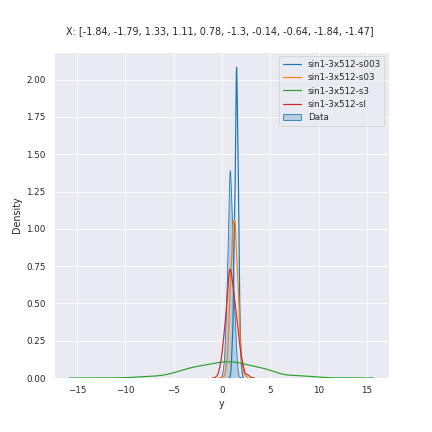 X: [-1.84, -1.79, 1.33, 1.11, 0.78, -1.3, -0.14, -0.64, -1.84, -1.47]
sin1-3x512-s003
sin1-3x512-s03
sin1-3x512-s3
sin1-3x512-sl
Data
Density
2.00
1.75
1.50
1.25
1.00
0.75
0.50
0.25
0.00
−15
−10
−5
0
5
10
15
y